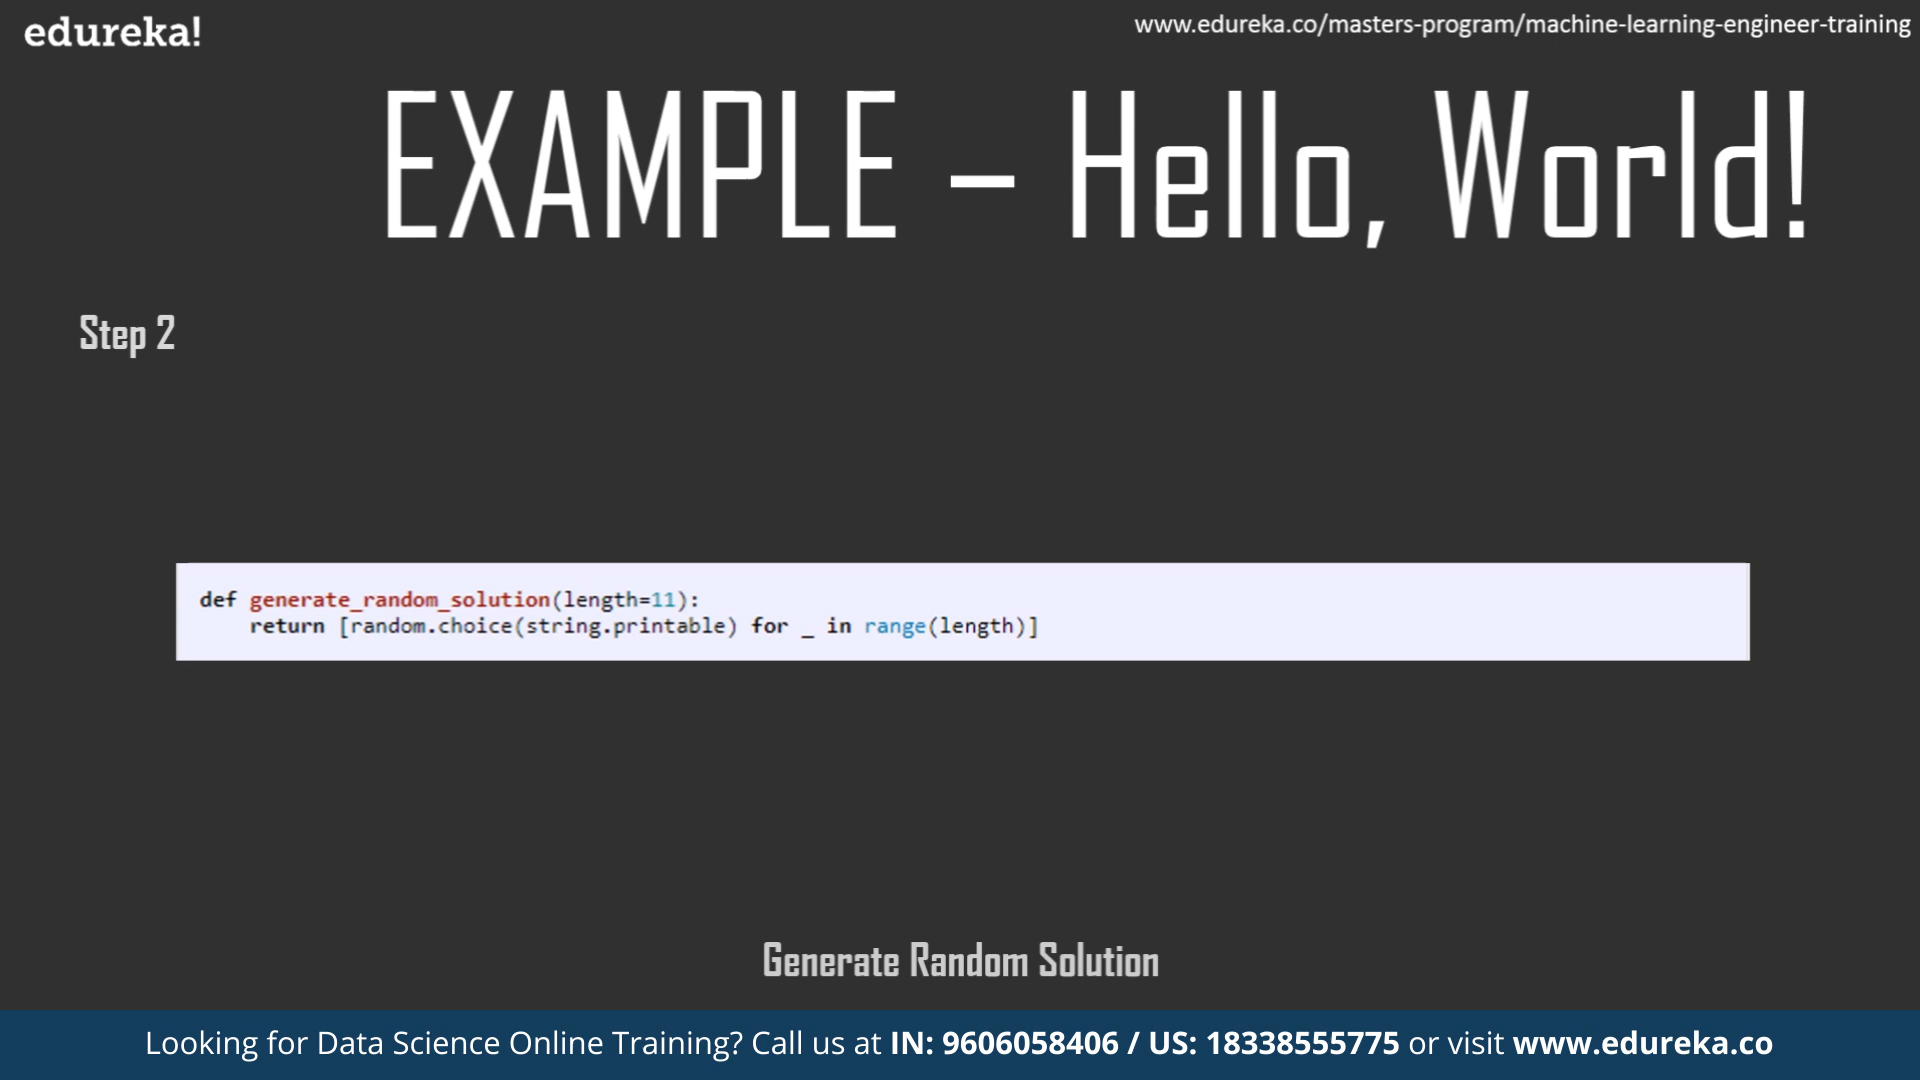 edureka!
www.edureka.co/masters-program/machine-learning-engineer-training
EXAMPLE – Hello, World!
Step 2
def generate_random_solution(length=11):
    return [random.choice(string.printable) for _ in range(length)]
Generate Random Solution
Looking for Data Science Online Training? Call us at IN: 9606058406 / US: 18338555775 or visit www.edureka.co